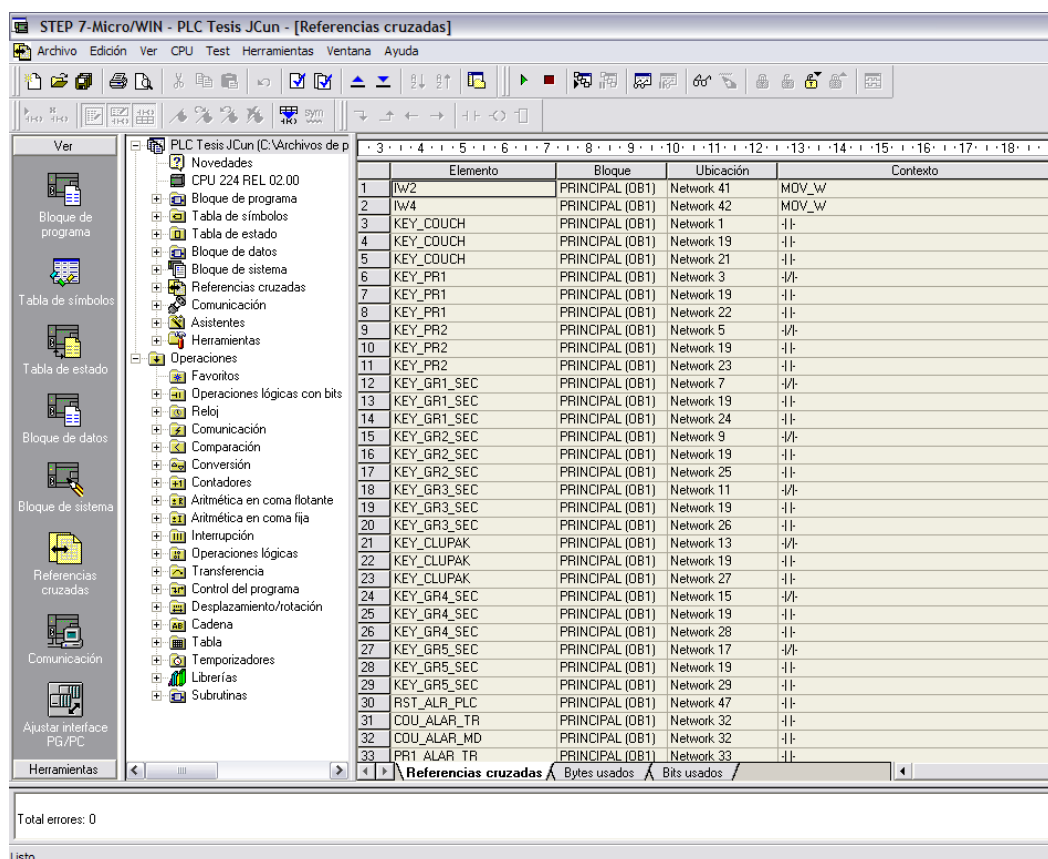 STEP 7-Micro/WIN - PLC Tesis JCun - [Referencias cruzadas]
Archivo Edición Ver CPU Test Herramientas Ventana Ayuda
Ver
Bloque de
programa
Tabla de símbolos
Tabla de estado
Bloque de datos
Bloque de sistema
Referencias
cruzadas
Comunicación
Ajustar interface
PG/PC
Herramientas
PLC Tesis JCun (C:\Archivos de p
Novedades
CPU 224 REL 02.00
Bloque de programa
Tabla de símbolos
Tabla de estado
Bloque de datos
Bloque de sistema
Referencias cruzadas
Comunicación
Asistentes
Herramientas
Operaciones
Favoritos
Operaciones lógicas con bits
Reloj
Comunicación
Comparación
Conversión
Contadores
Aritmética en coma flotante
Aritmética en coma fija
Interrupción
Operaciones lógicas
Transferencia
Control del programa
Desplazamiento/rotación
Cadena
Tabla
Temporizadores
Librerías
Subrutinas
· 3 · · · 4 · · · 5 · · · 6 · · · 7 · · · 8 · · · 9 · · · 10 · · · 11 · · · 12 · · · 13 · · · 14 · · · 15 · · · 16 · · · 17 · · · 18 ·
Elemento Bloque Ubicación Contexto
1 IW2 PRINCIPAL (OB1) Network 41 MOV_W
2 IW4 PRINCIPAL (OB1) Network 42 MOV_W
3 KEY_COUCH PRINCIPAL (OB1) Network 1 -| |-
4 KEY_COUCH PRINCIPAL (OB1) Network 19 -| |-
5 KEY_COUCH PRINCIPAL (OB1) Network 21 -| |-
6 KEY_PR1 PRINCIPAL (OB1) Network 3 -|/|-
7 KEY_PR1 PRINCIPAL (OB1) Network 19 -| |-
8 KEY_PR1 PRINCIPAL (OB1) Network 22 -| |-
9 KEY_PR2 PRINCIPAL (OB1) Network 5 -|/|-
10 KEY_PR2 PRINCIPAL (OB1) Network 19 -| |-
11 KEY_PR2 PRINCIPAL (OB1) Network 23 -| |-
12 KEY_GR1_SEC PRINCIPAL (OB1) Network 7 -|/|-
13 KEY_GR1_SEC PRINCIPAL (OB1) Network 19 -| |-
14 KEY_GR1_SEC PRINCIPAL (OB1) Network 24 -| |-
15 KEY_GR2_SEC PRINCIPAL (OB1) Network 9 -|/|-
16 KEY_GR2_SEC PRINCIPAL (OB1) Network 19 -| |-
17 KEY_GR2_SEC PRINCIPAL (OB1) Network 25 -| |-
18 KEY_GR3_SEC PRINCIPAL (OB1) Network 11 -|/|-
19 KEY_GR3_SEC PRINCIPAL (OB1) Network 19 -| |-
20 KEY_GR3_SEC PRINCIPAL (OB1) Network 26 -| |-
21 KEY_CLUPAK PRINCIPAL (OB1) Network 13 -|/|-
22 KEY_CLUPAK PRINCIPAL (OB1) Network 19 -| |-
23 KEY_CLUPAK PRINCIPAL (OB1) Network 27 -| |-
24 KEY_GR4_SEC PRINCIPAL (OB1) Network 15 -|/|-
25 KEY_GR4_SEC PRINCIPAL (OB1) Network 19 -| |-
26 KEY_GR4_SEC PRINCIPAL (OB1) Network 28 -| |-
27 KEY_GR5_SEC PRINCIPAL (OB1) Network 17 -|/|-
28 KEY_GR5_SEC PRINCIPAL (OB1) Network 19 -| |-
29 KEY_GR5_SEC PRINCIPAL (OB1) Network 29 -| |-
30 RST_ALR_PLC PRINCIPAL (OB1) Network 47 -| |-
31 COU_ALAR_TR PRINCIPAL (OB1) Network 32 -| |-
32 COU_ALAR_MD PRINCIPAL (OB1) Network 32 -| |-
33 PR1_ALAR_TR PRINCIPAL (OB1) Network 33 -| |-
Referencias cruzadas Bytes usados Bits usados
Total errores: 0
Listo